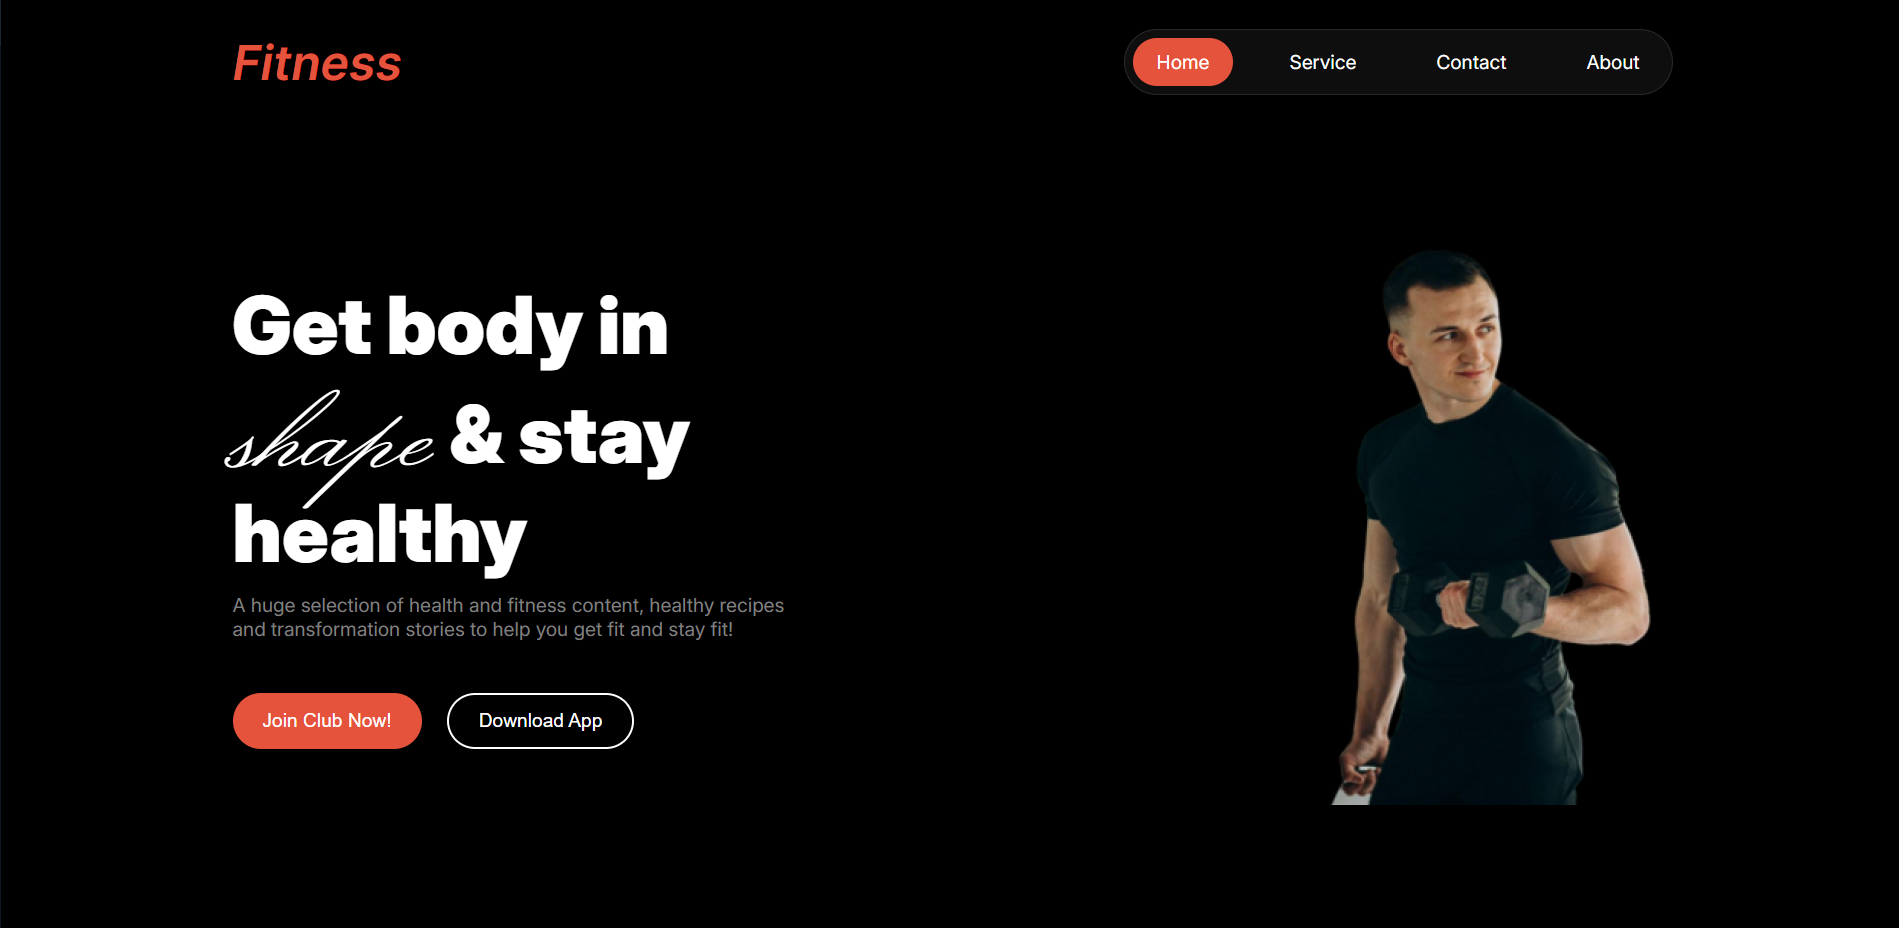 Fitness
Home
Service
Contact
About
Get body in
shape & stay
healthy
A huge selection of health and fitness content, healthy recipes
and transformation stories to help you get fit and stay fit!
Join Club Now!
Download App